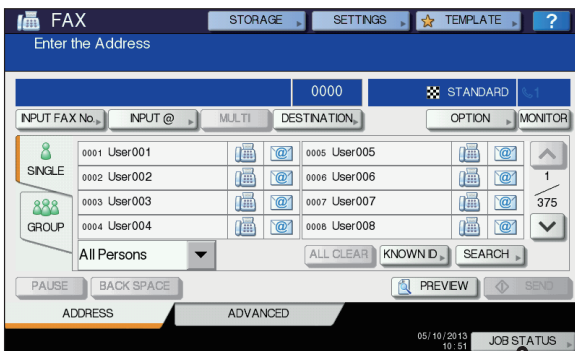 FAX STORAGE SETTINGS TEMPLATE ?
Enter the Address
0000 STANDARD 1
INPUT FAX No. INPUT @ MULTI DESTINATION OPTION MONITOR
SINGLE
0001 User001 @ 0005 User005 @
0002 User002 @ 0006 User006 @
1
0003 User003 @ 0007 User007 @
375
GROUP
0004 User004 @ 0008 User008 @
All Persons ALL CLEAR KNOWN ID SEARCH
PAUSE BACK SPACE PREVIEW SEND
ADDRESS ADVANCED
05/10/2013
10:51
JOB STATUS